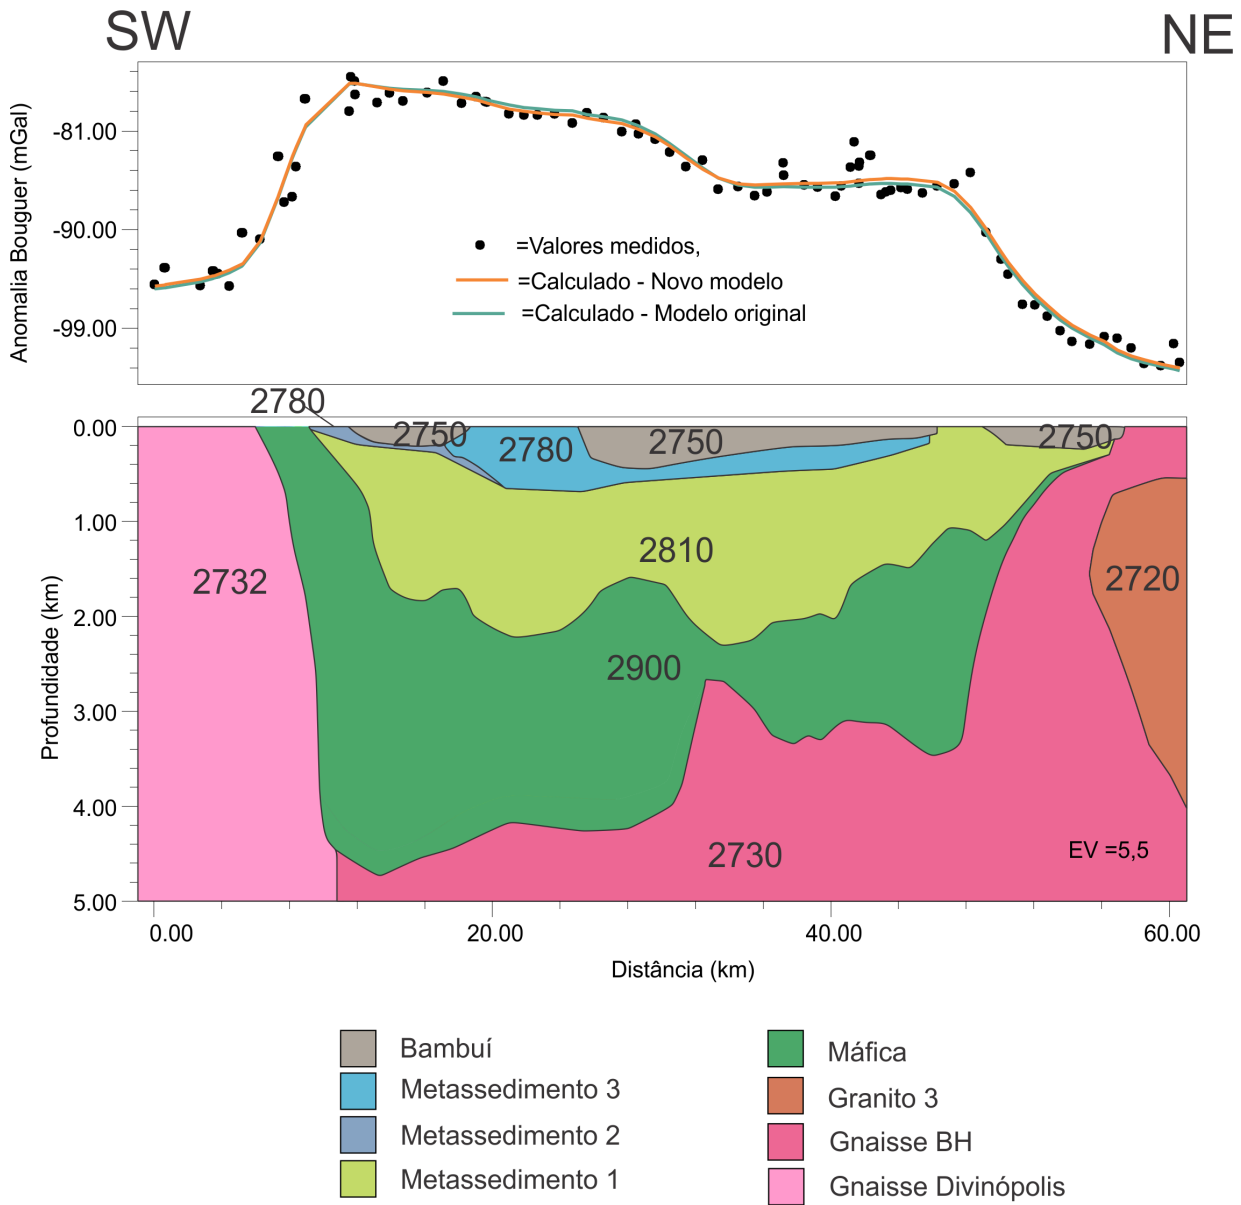 SW
NE
Anomalia Bouguer (mGal)
-81.00
-90.00
-99.00
=Valores medidos,
=Calculado - Novo modelo
=Calculado - Modelo original
2780
0.00
1.00
2.00
3.00
4.00
5.00
Profundidade (km)
2750
2780
2750
2750
2810
2732
2720
2900
2730
EV =5,5
0.00
20.00
40.00
60.00
Distância (km)
Bambuí
Metassedimento 3
Metassedimento 2
Metassedimento 1
Máfica
Granito 3
Gnaisse BH
Gnaisse Divinópolis